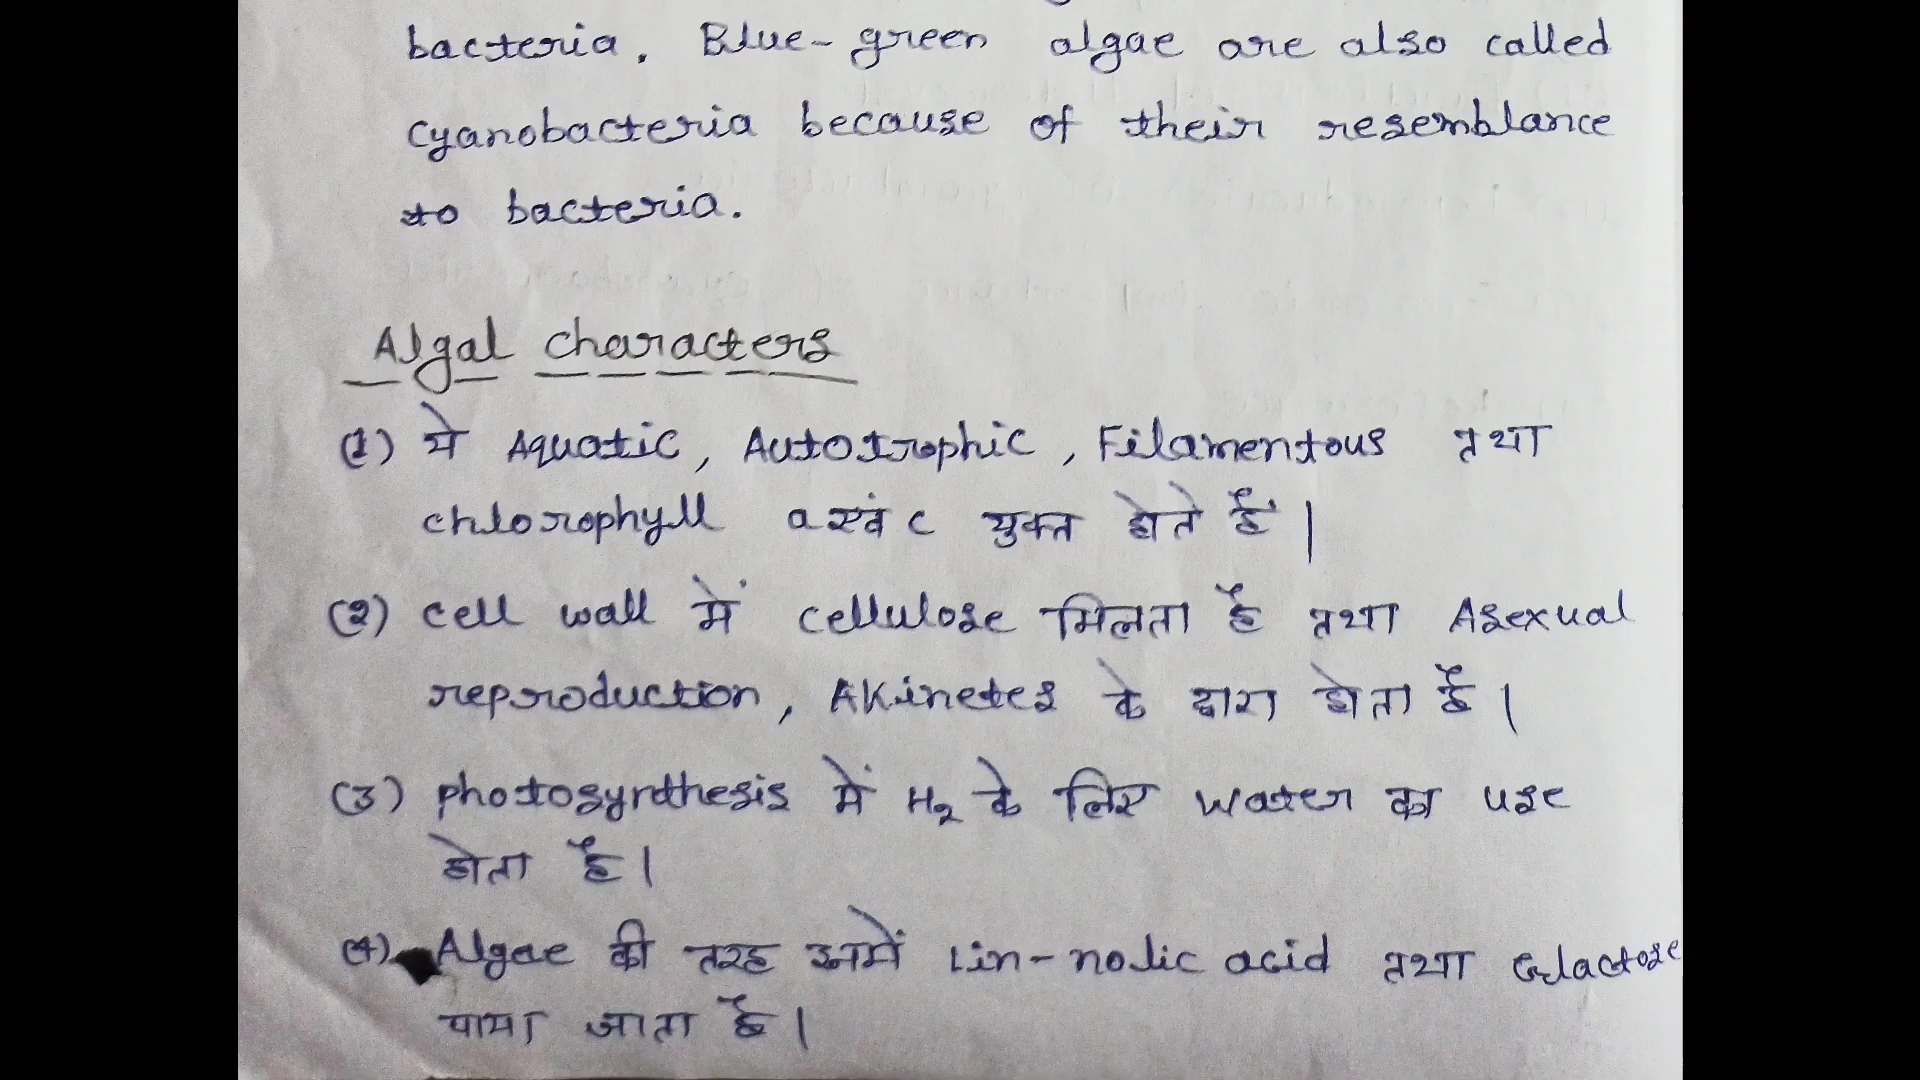 bacteria. Blue-green algae are also called
cyanobacteria because of their resemblance
to bacteria.
Algal characters
(1) ये Aquatic, Autotrophic, Filamentous तथा
chlorophyll a एवं c युक्त होते हैं |
(2) cell wall में cellulose मिलता है तथा Asexual
reproduction, Akinetes के द्वारा होता है |
(3) photosynthesis में H₂ के लिए water का use
होता है |
(4) Algae की तरह इनमें Lin-nolic acid तथा Glactose
पाया जाता है |